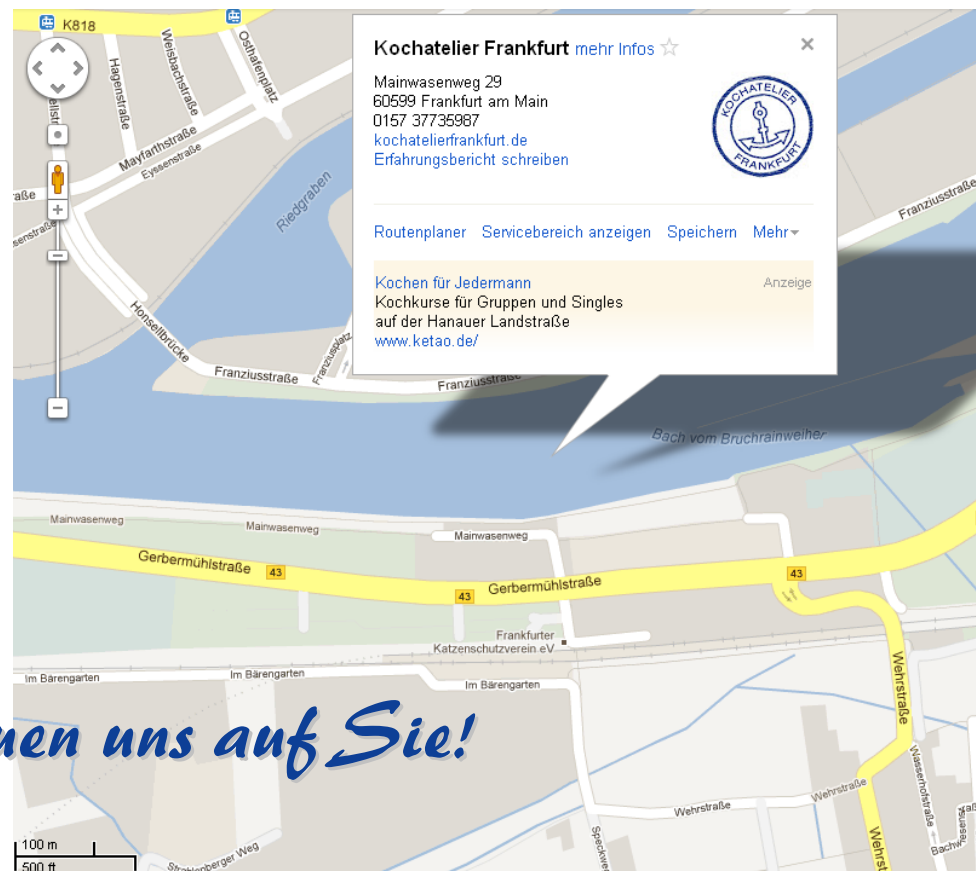 Kochatelier Frankfurt mehr Infos
Mainwasenweg 29
60599 Frankfurt am Main
0157 37735987
kochatelierfrankfurt.de
Erfahrungsbericht schreiben
KOCHATELIER
FRANKFURT
Routenplaner Servicebereich anzeigen Speichern Mehr
Kochen für Jedermann Anzeige
Kochkurse für Gruppen und Singles
auf der Hanauer Landstraße
www.ketao.de/
K818
Hagenstraße
Weisbachstraße
Osthafenplatz
Mayfarthstraße
Eyssenstraße
Riedgraben
Honsellbrücke
Franziusstraße
Franziusplatz
Franziusstraße
Franziusstraße
Bach vom Bruchrainweiher
Mainwasenweg
Mainwasenweg
Mainwasenweg
Gerbermühlstraße 43
43 Gerbermühlstraße
43
Frankfurter
Katzenschutzverein eV
Im Bärengarten
Im Bärengarten
Im Bärengarten
Wehrstraße
uns auf Sie!
Wehrstraße
Wehrstraße
Wasserhofstraße
Strahlenberger Weg
100 m
500 ft